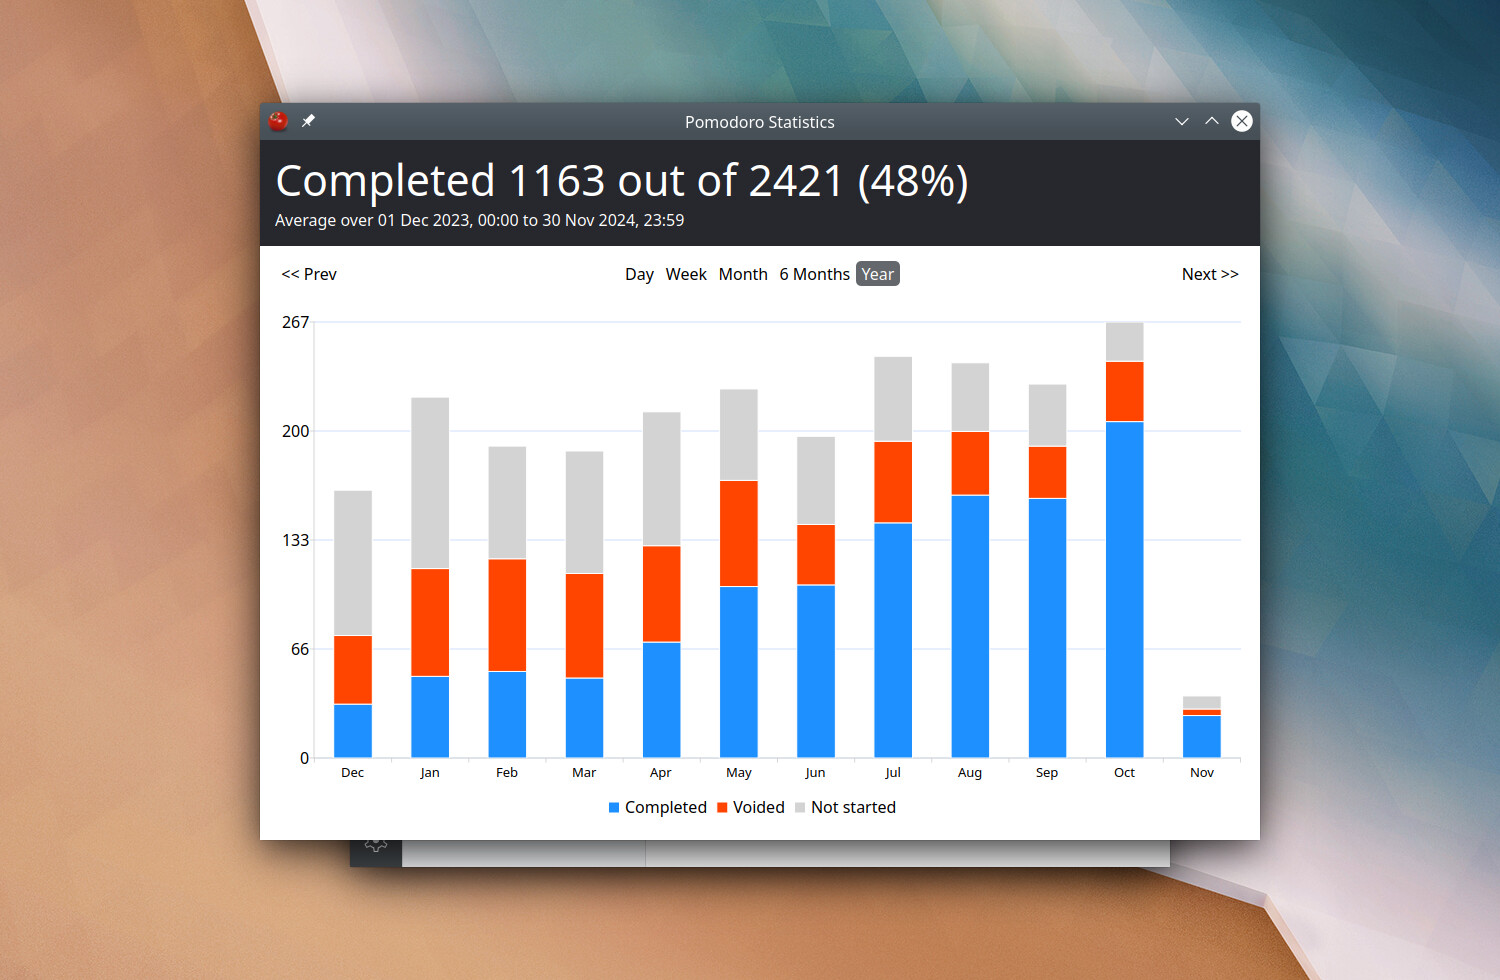 Pomodoro Statistics
Completed 1163 out of 2421 (48%)
Average over 01 Dec 2023, 00:00 to 30 Nov 2024, 23:59
<< Prev Day Week Month 6 Months Year Next >>
267
200
133
66
0
Dec Jan Feb Mar Apr May Jun Jul Aug Sep Oct Nov
Completed Voided Not started